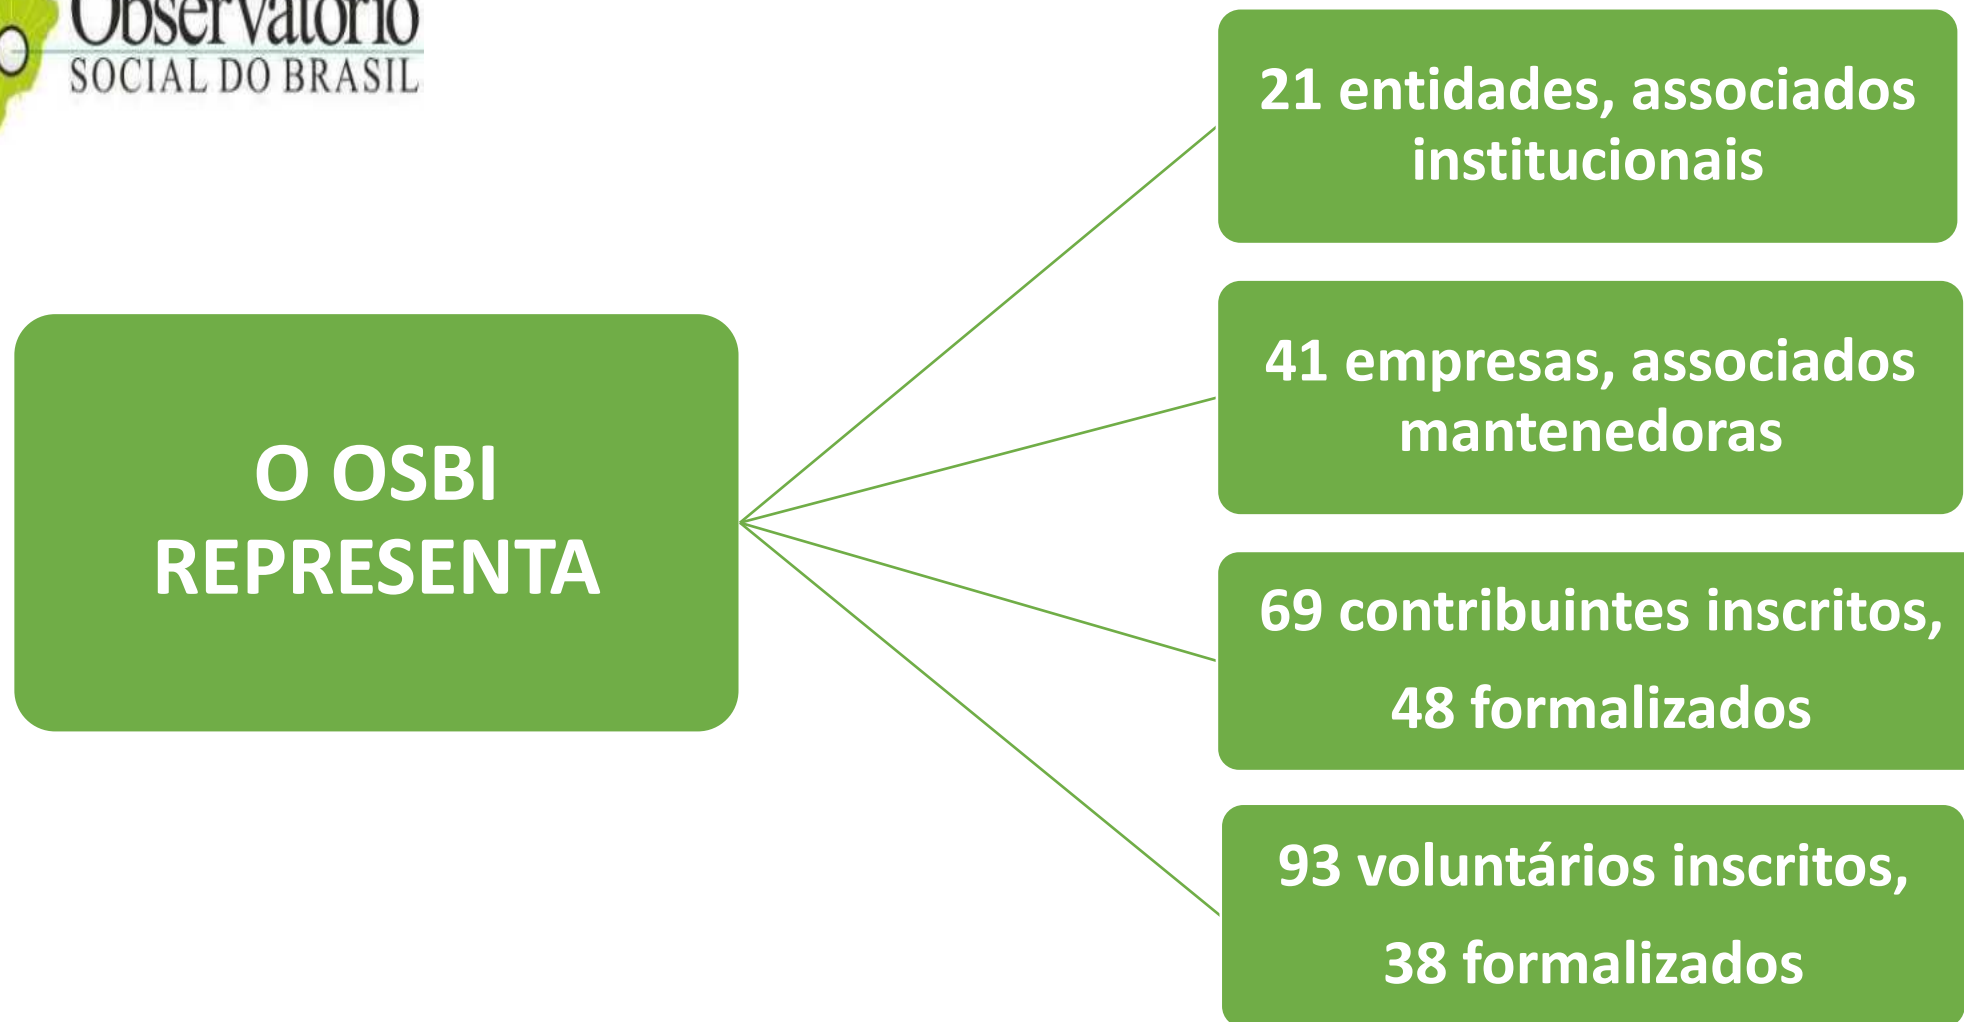 Observatório
SOCIAL DO BRASIL
21 entidades, associados
institucionais
41 empresas, associados
mantenedoras
O OSBI
REPRESENTA
69 contribuintes inscritos,
48 formalizados
93 voluntários inscritos,
38 formalizados